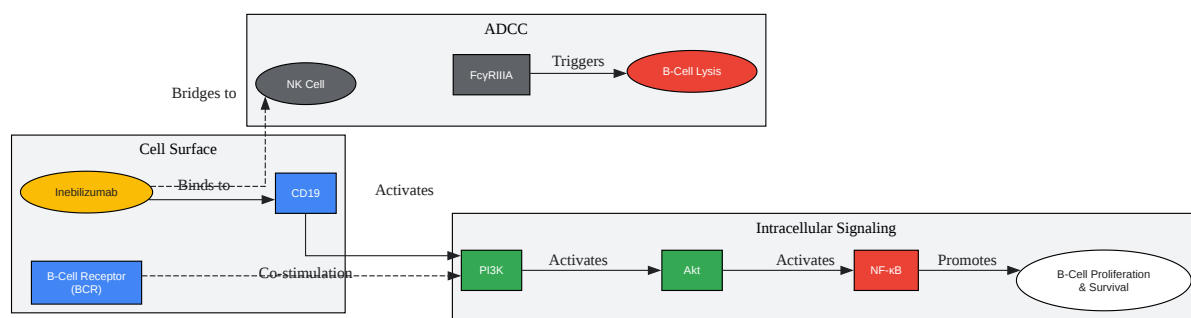 ADCC
NK Cell
FcγRIIIA
Triggers
B-Cell Lysis
Bridges to
Cell Surface
Inebilizumab
Binds to
CD19
Activates
B-Cell Receptor
(BCR)
Co-stimulation
Intracellular Signaling
PI3K
Activates
Akt
Activates
NF-κB
Promotes
B-Cell Proliferation
& Survival